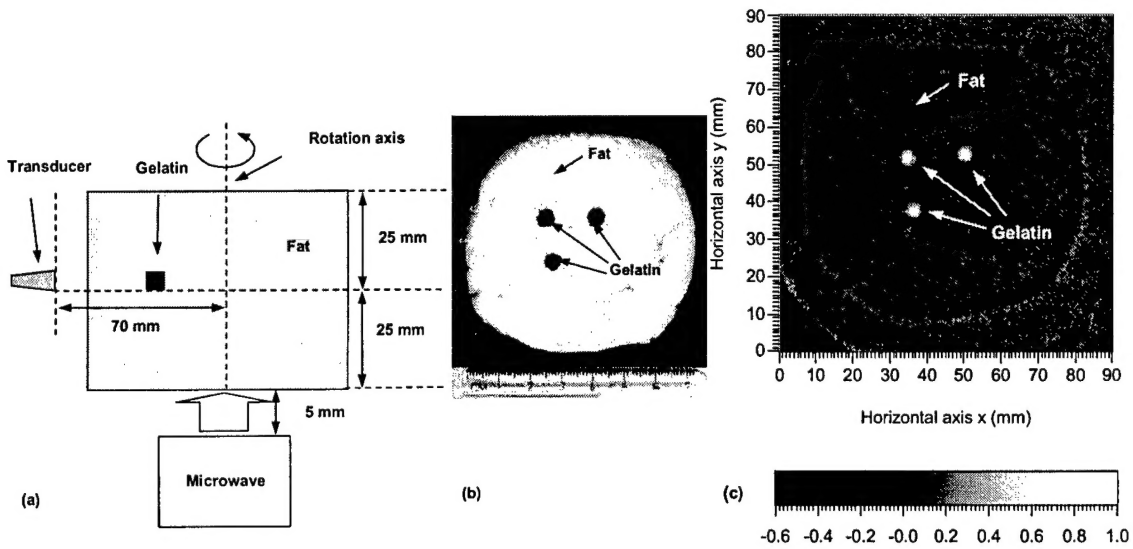 Rotation axis
Transducer
Gelatin
Fat
25 mm
70 mm
25 mm
5 mm
Microwave
(a)
Fat
Gelatin
(b)
90
80
70
60
50
40
30
20
10
0
Horizontal axis y (mm)
Fat
Gelatin
0 10 20 30 40 50 60 70 80 90
Horizontal axis x (mm)
(c)
-0.6 -0.4 -0.2 -0.0 0.2 0.4 0.6 0.8 1.0